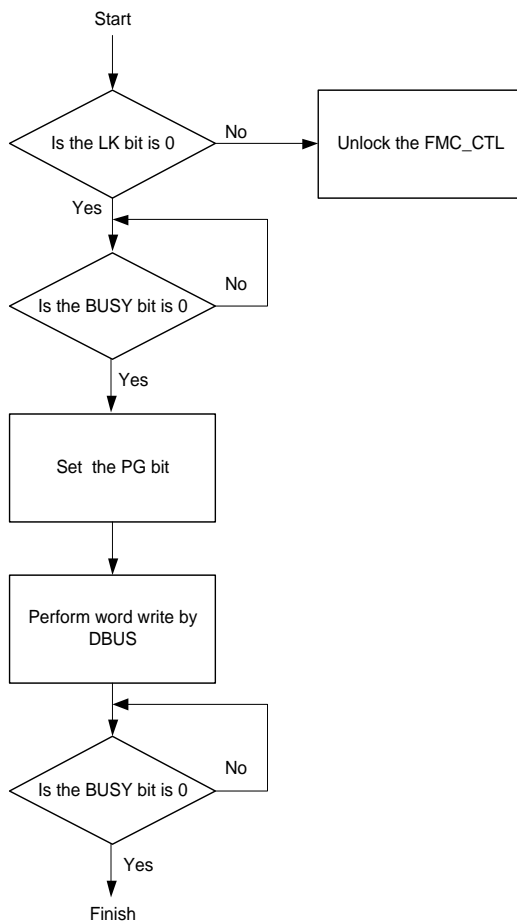 Start
Is the LK bit is 0
No
Unlock the FMC_CTL
Yes
No
Is the BUSY bit is 0
Yes
Set the PG bit
Perform word write by
DBUS
No
Is the BUSY bit is 0
Yes
Finish